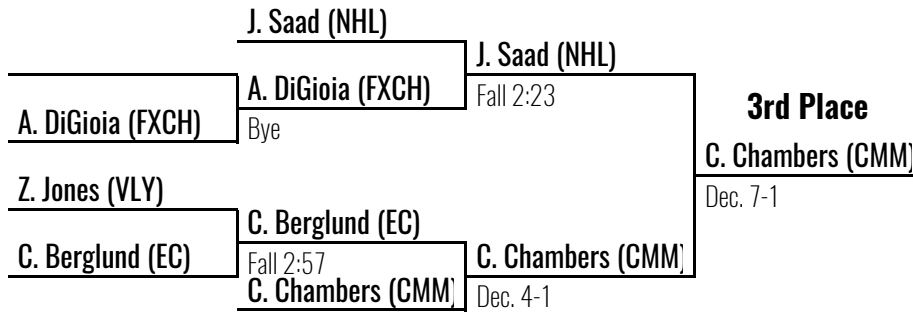 J. Saad (NHL)
J. Saad (NHL)
A. DiGioia (FXCH)
Fall 2:23
3rd Place
A. DiGioia (FXCH)
Bye
C. Chambers (CMM)
Z. Jones (VLY)
Dec. 7-1
C. Berglund (EC)
C. Berglund (EC)
Fall 2:57
C. Chambers (CMM)
C. Chambers (CMM)
Dec. 4-1